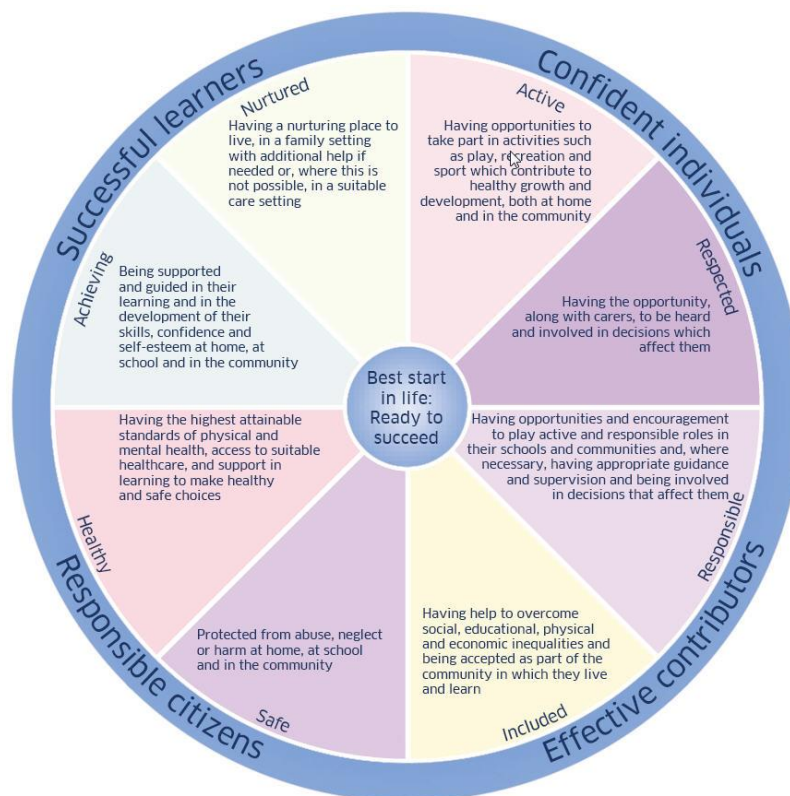 Successful learners
Confident individuals
Nurtured
Having a nurturing place to
live, in a family setting
with additional help if
needed or, where this is
not possible, in a suitable
care setting
Active
Having opportunities to
take part in activities such
as play, recreation and
sport which contribute to
healthy growth and
development, both at home
and in the community
Achieving
Being supported
and guided in their
learning and in the
development of their
skills, confidence and
self-esteem at home, at
school and in the community
Respected
Having the opportunity,
along with carers, to be heard
and involved in decisions which
affect them
Best start
in life:
Ready to
succeed
Healthy
Having the highest attainable
standards of physical and
mental health, access to suitable
healthcare, and support in
learning to make healthy
and safe choices
Having opportunities and encouragement
to play active and responsible roles in
their schools and communities and, where
necessary, having appropriate guidance
and supervision and being involved
in decisions that affect them
Responsible
Protected from abuse, neglect
or harm at home, at school
and in the community
Safe
Having help to overcome
social, educational, physical
and economic inequalities and
being accepted as part of the
community in which they live
and learn
Included
Responsible citizens
Effective contributors